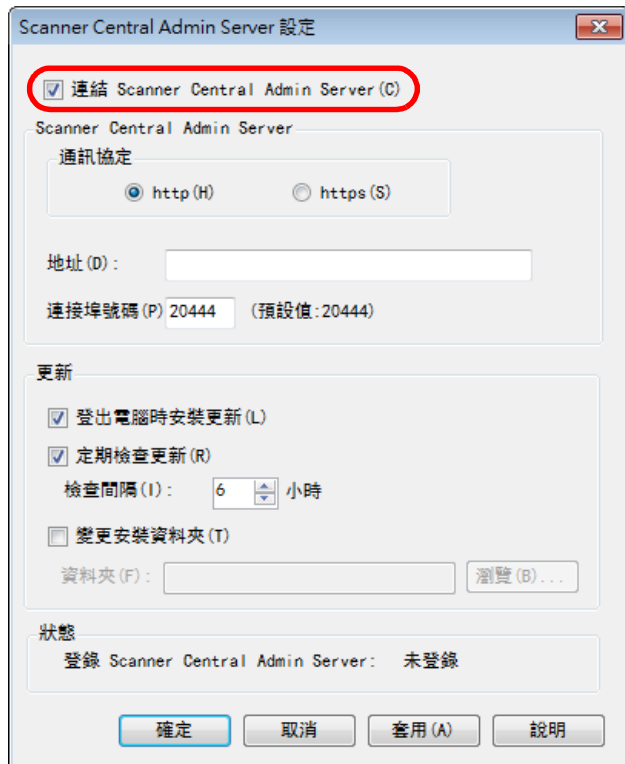 Scanner Central Admin Server 設定
連結 Scanner Central Admin Server(C)
Scanner Central Admin Server
通訊協定
http(H) https(S)
地址(D):
連接埠號碼(P) 20444 (預設值:20444)
更新
登出電腦時安裝更新(L)
定期檢查更新(R)
檢查間隔(I): 6 小時
變更安裝資料夾(T)
資料夾(F): 瀏覽(B)...
狀態
登錄 Scanner Central Admin Server: 未登錄
確定 取消 套用(A) 說明